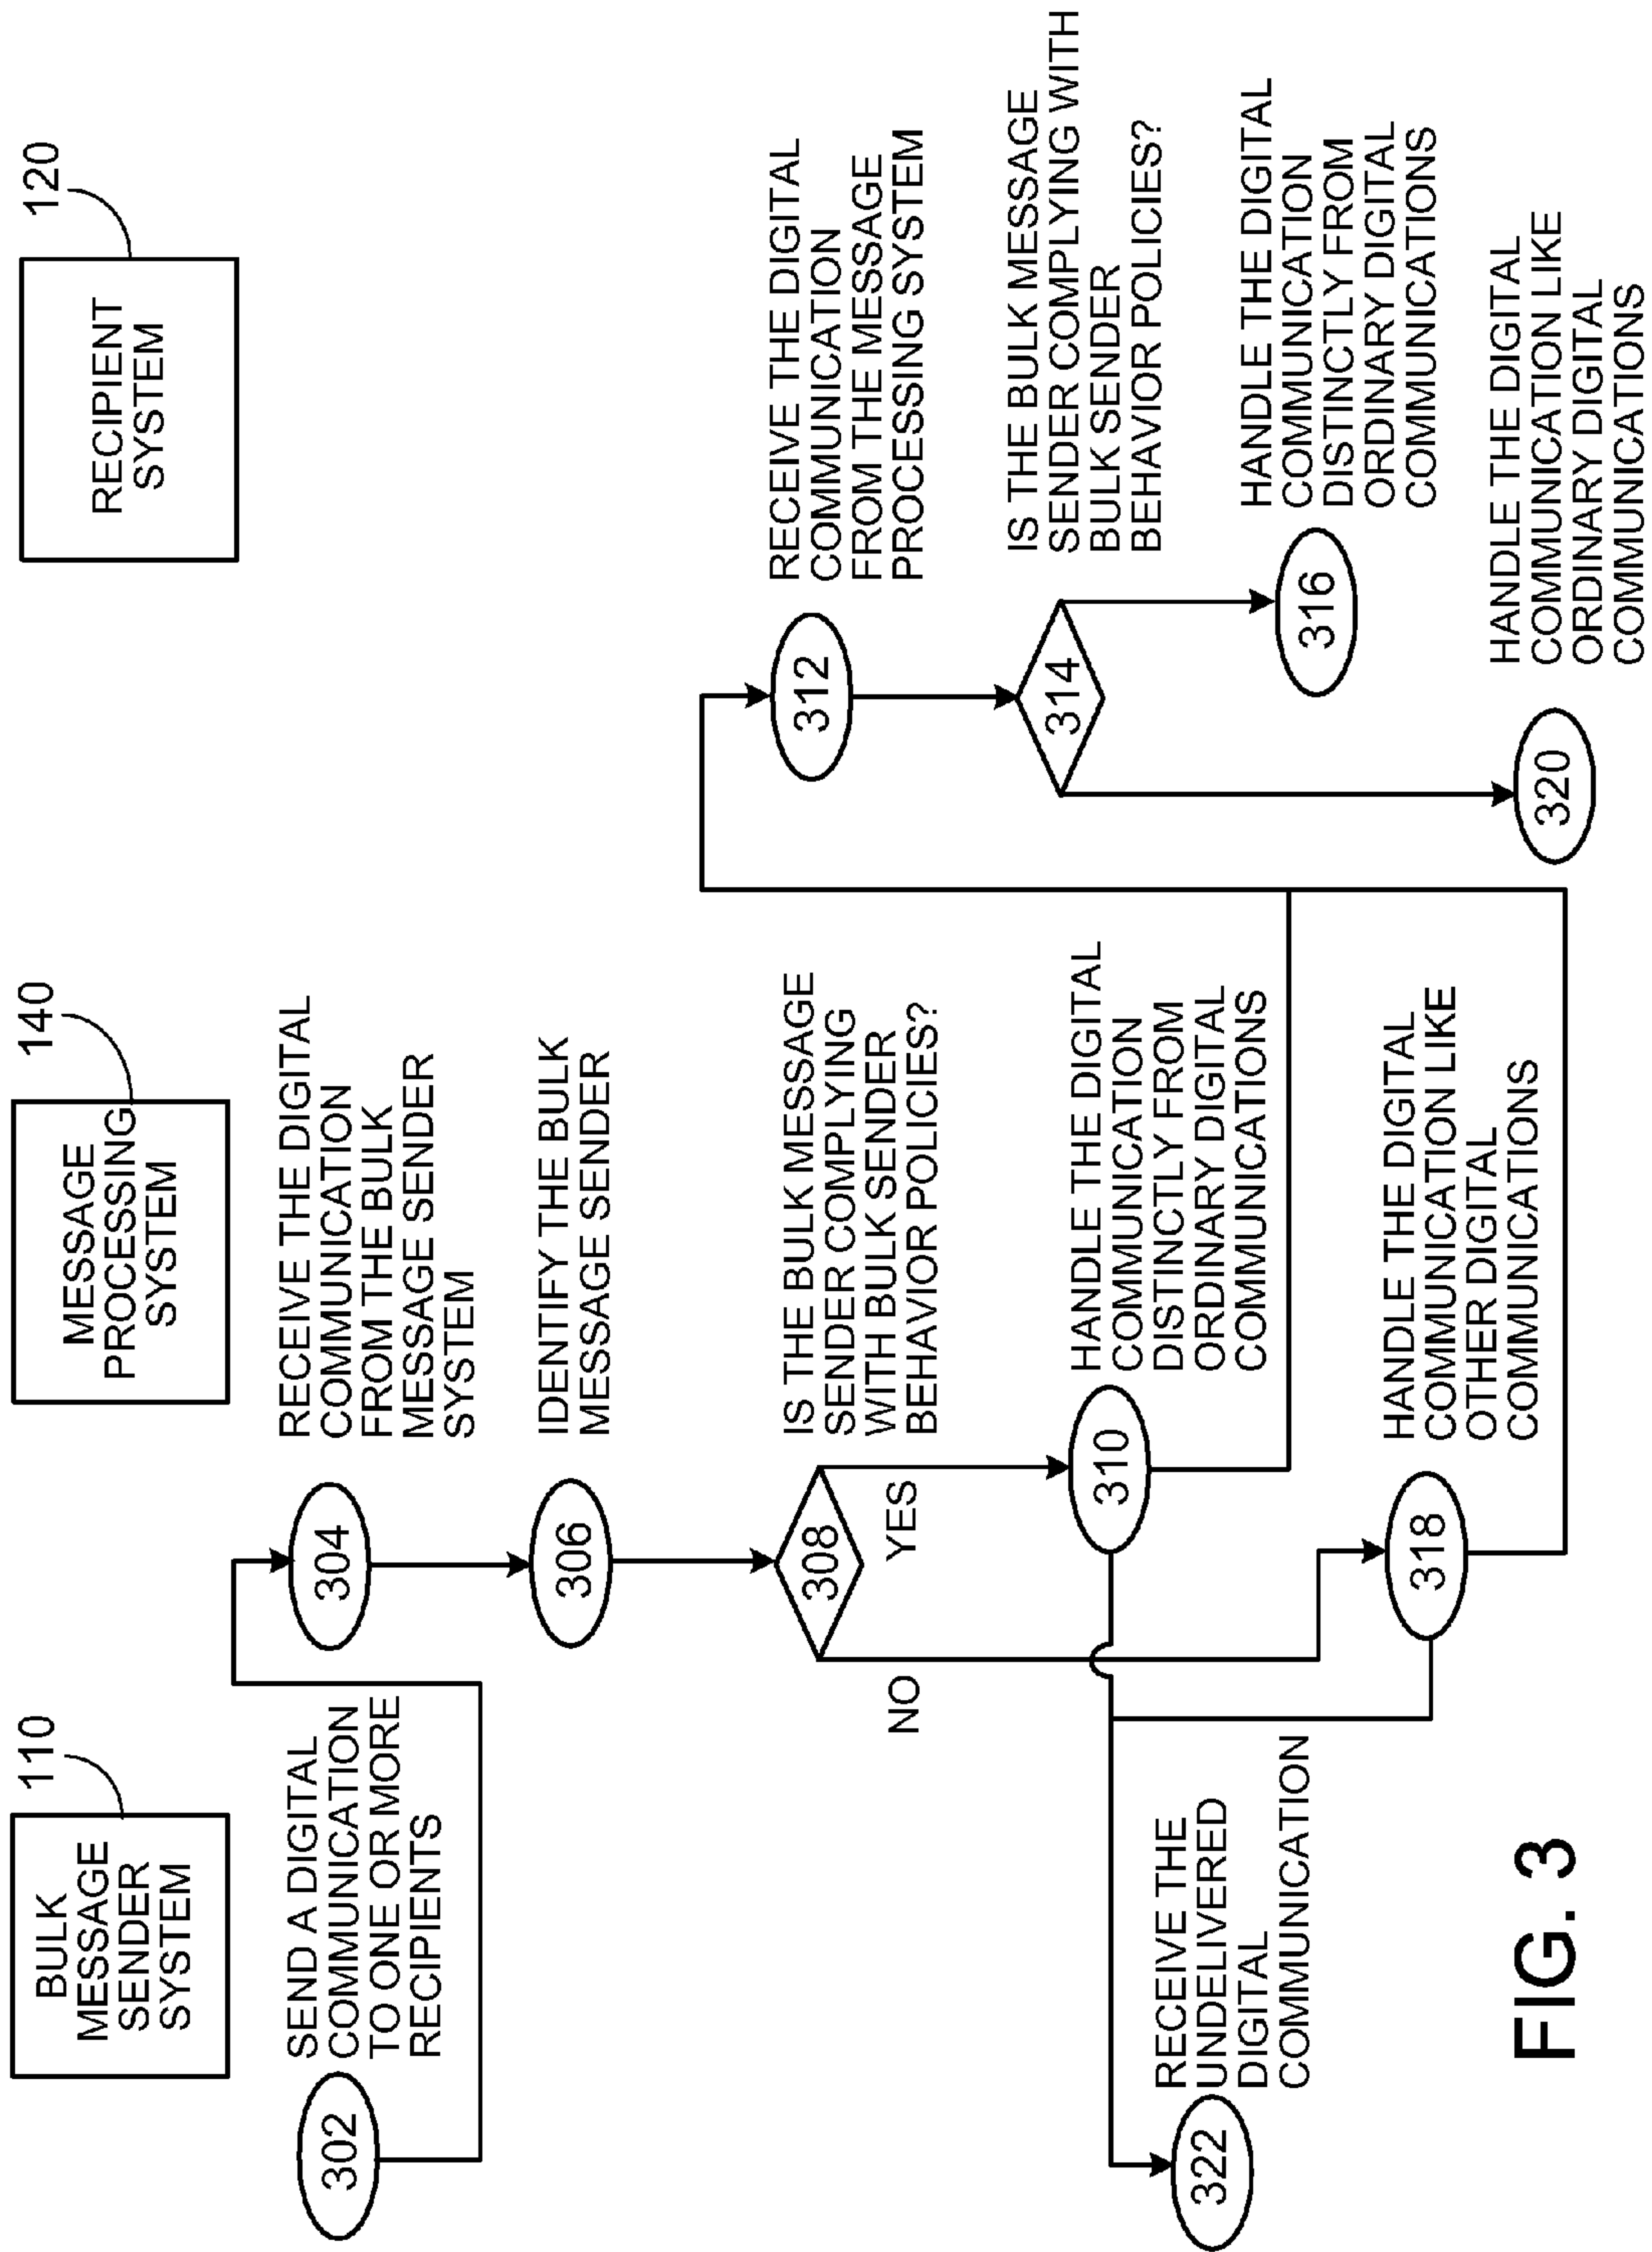 110
BULK
MESSAGE
SENDER
SYSTEM
140
MESSAGE
PROCESSING
SYSTEM
120
RECIPIENT
SYSTEM
302
SEND A DIGITAL
COMMUNICATION
TO ONE OR MORE
RECIPIENTS
304
RECEIVE THE DIGITAL
COMMUNICATION
FROM THE BULK
MESSAGE SENDER
SYSTEM
306
IDENTIFY THE BULK
MESSAGE SENDER
308
IS THE BULK MESSAGE
SENDER COMPLYING
WITH BULK SENDER
BEHAVIOR POLICIES?
NO
YES
310
HANDLE THE DIGITAL
COMMUNICATION
DISTINCTLY FROM
ORDINARY DIGITAL
COMMUNICATIONS
312
RECEIVE THE DIGITAL
COMMUNICATION
FROM THE MESSAGE
PROCESSING SYSTEM
314
IS THE BULK MESSAGE
SENDER COMPLYING WITH
BULK SENDER
BEHAVIOR POLICIES?
316
HANDLE THE DIGITAL
COMMUNICATION
DISTINCTLY FROM
ORDINARY DIGITAL
COMMUNICATIONS
318
HANDLE THE DIGITAL
COMMUNICATION LIKE
OTHER DIGITAL
COMMUNICATIONS
320
HANDLE THE DIGITAL
COMMUNICATION LIKE
ORDINARY DIGITAL
COMMUNICATIONS
322
RECEIVE THE
UNDELIVERED
DIGITAL
COMMUNICATION
FIG. 3